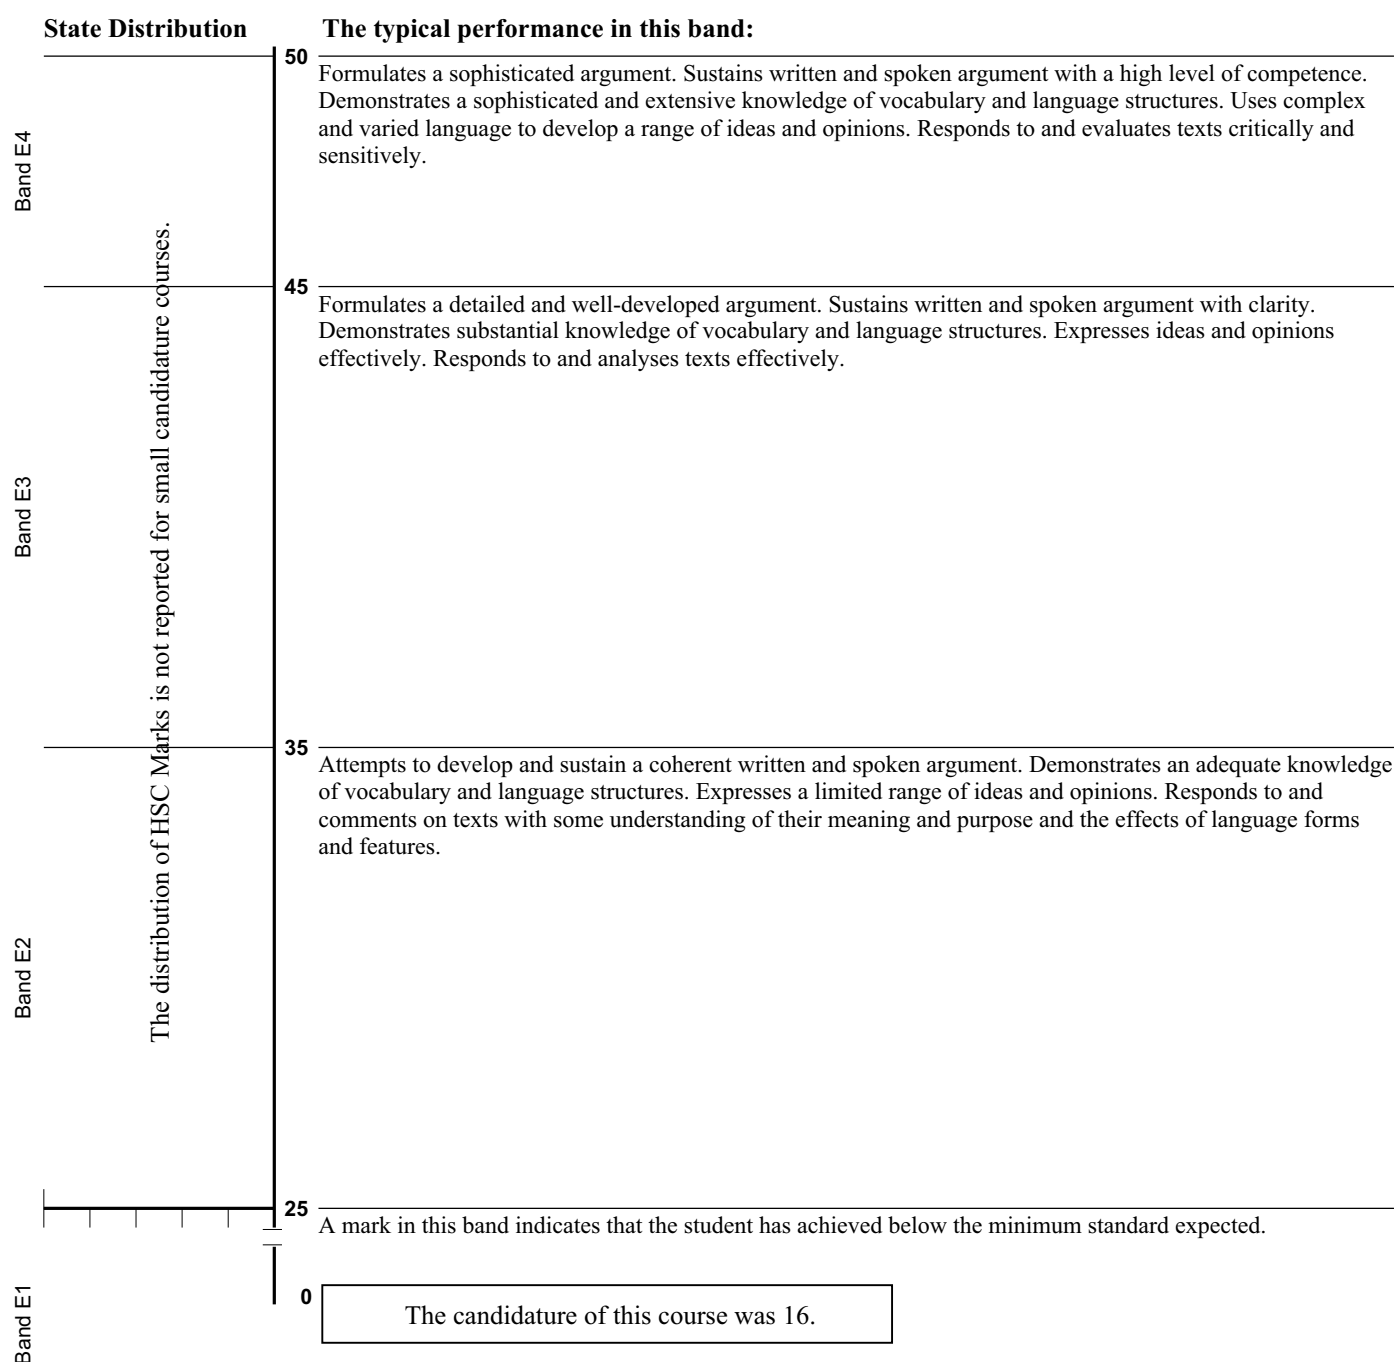 State Distribution
The typical performance in this band:
50
Formulates a sophisticated argument. Sustains written and spoken argument with a high level of competence.
Demonstrates a sophisticated and extensive knowledge of vocabulary and language structures. Uses complex
and varied language to develop a range of ideas and opinions. Responds to and evaluates texts critically and
sensitively.
Band E4
The distribution of HSC Marks is not reported for small candidature courses.
45
Formulates a detailed and well-developed argument. Sustains written and spoken argument with clarity.
Demonstrates substantial knowledge of vocabulary and language structures. Expresses ideas and opinions
effectively. Responds to and analyses texts effectively.
Band E3
35
Attempts to develop and sustain a coherent written and spoken argument. Demonstrates an adequate knowledge
of vocabulary and language structures. Expresses a limited range of ideas and opinions. Responds to and
comments on texts with some understanding of their meaning and purpose and the effects of language forms
and features.
Band E2
25
A mark in this band indicates that the student has achieved below the minimum standard expected.
Band E1
0
The candidature of this course was 16.